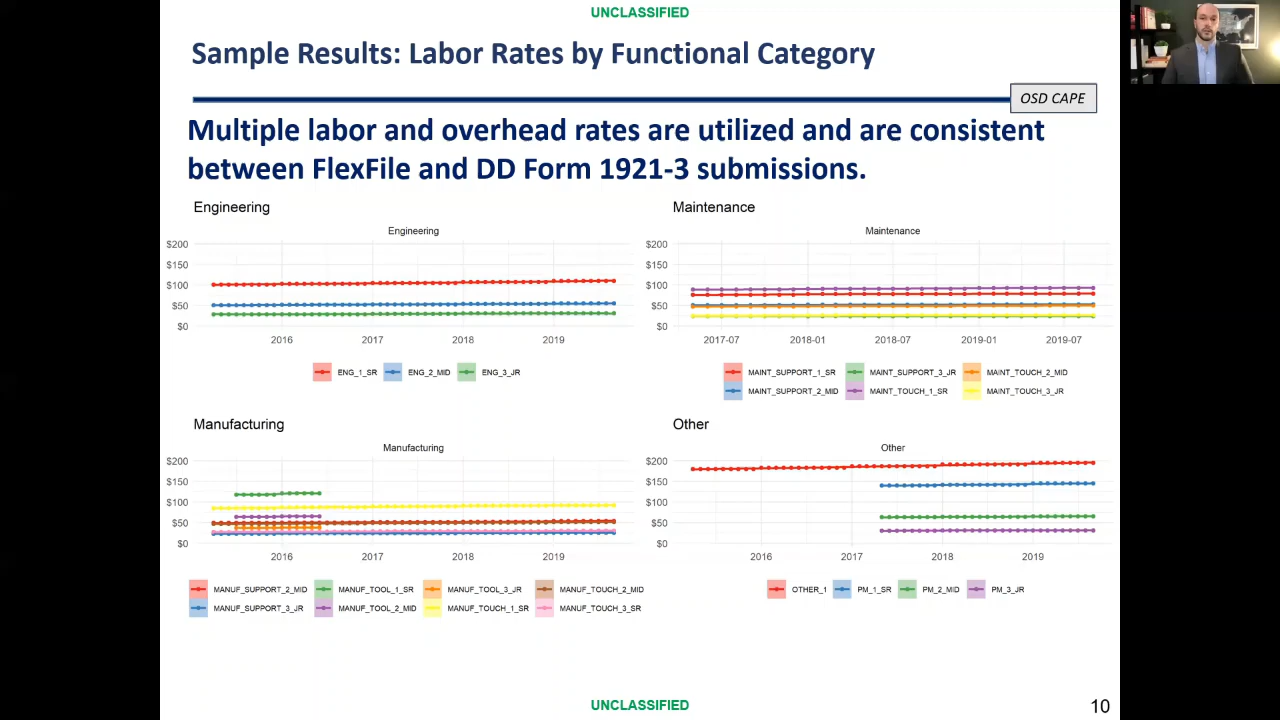 UNCLASSIFIED
Sample Results: Labor Rates by Functional Category
OSD CAPE
Multiple labor and overhead rates are utilized and are consistent
between FlexFile and DD Form 1921-3 submissions.
Engineering
Engineering
$200
$150
$100
$50
$0
2016 2017 2018 2019
ENG_1_SR ENG_2_MID ENG_3_JR
Maintenance
Maintenance
$200
$150
$100
$50
$0
2017-07 2018-01 2018-07 2019-01 2019-07
MAINT_SUPPORT_1_SR MAINT_SUPPORT_3_JR MAINT_TOUCH_2_MID
MAINT_SUPPORT_2_MID MAINT_TOUCH_1_SR MAINT_TOUCH_3_JR
Manufacturing
Manufacturing
$200
$150
$100
$50
$0
2016 2017 2018 2019
MANUF_SUPPORT_2_MID MANUF_TOOL_1_SR MANUF_TOOL_3_JR MANUF_TOUCH_2_MID
MANUF_SUPPORT_3_JR MANUF_TOOL_2_MID MANUF_TOUCH_1_SR MANUF_TOUCH_3_SR
Other
Other
$200
$150
$100
$50
$0
2016 2017 2018 2019
OTHER_1 PM_1_SR PM_2_MID PM_3_JR
UNCLASSIFIED
10